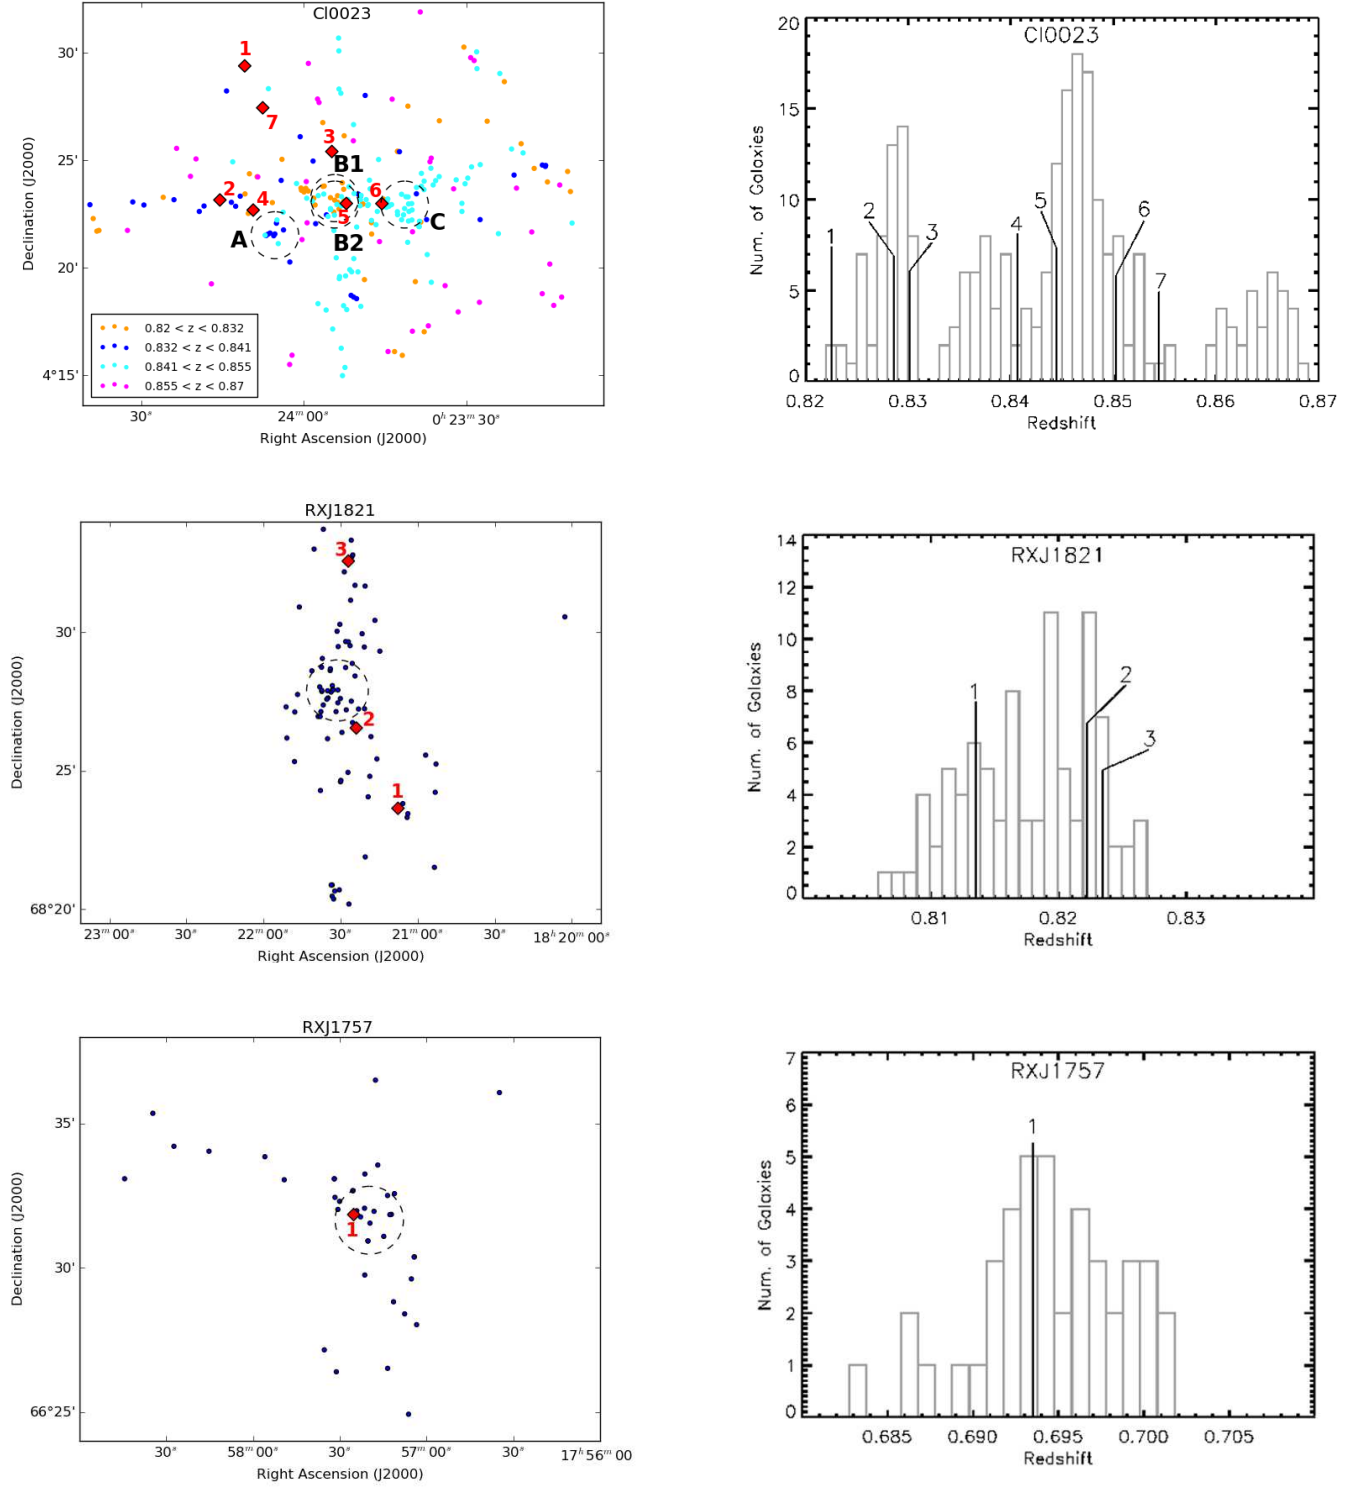 Cl0023
30'
25'
20'
4°15'
Declination (J2000)
1
7
3
B1
2
4
6
5
A
B2
C
0.82 < z < 0.832
0.832 < z < 0.841
0.841 < z < 0.855
0.855 < z < 0.87
30ˢ
24ᵐ00ˢ
0ʰ23ᵐ30ˢ
Right Ascension (J2000)
Cl0023
20
15
10
5
0
Num. of Galaxies
1
2
3
4
5
6
7
0.82
0.83
0.84
0.85
0.86
0.87
Redshift
RXJ1821
30'
25'
68°20'
Declination (J2000)
3
2
1
23ᵐ00ˢ
30ˢ
22ᵐ00ˢ
30ˢ
21ᵐ00ˢ
30ˢ
18ʰ20ᵐ00ˢ
Right Ascension (J2000)
RXJ1821
14
12
10
8
6
4
2
0
Num. of Galaxies
1
2
3
0.81
0.82
0.83
Redshift
RXJ1757
35'
30'
66°25'
Declination (J2000)
1
30ˢ
58ᵐ00ˢ
30ˢ
57ᵐ00ˢ
30ˢ
17ʰ56ᵐ00
Right Ascension (J2000)
RXJ1757
7
6
5
4
3
2
1
0
Num. of Galaxies
1
0.685
0.690
0.695
0.700
0.705
Redshift